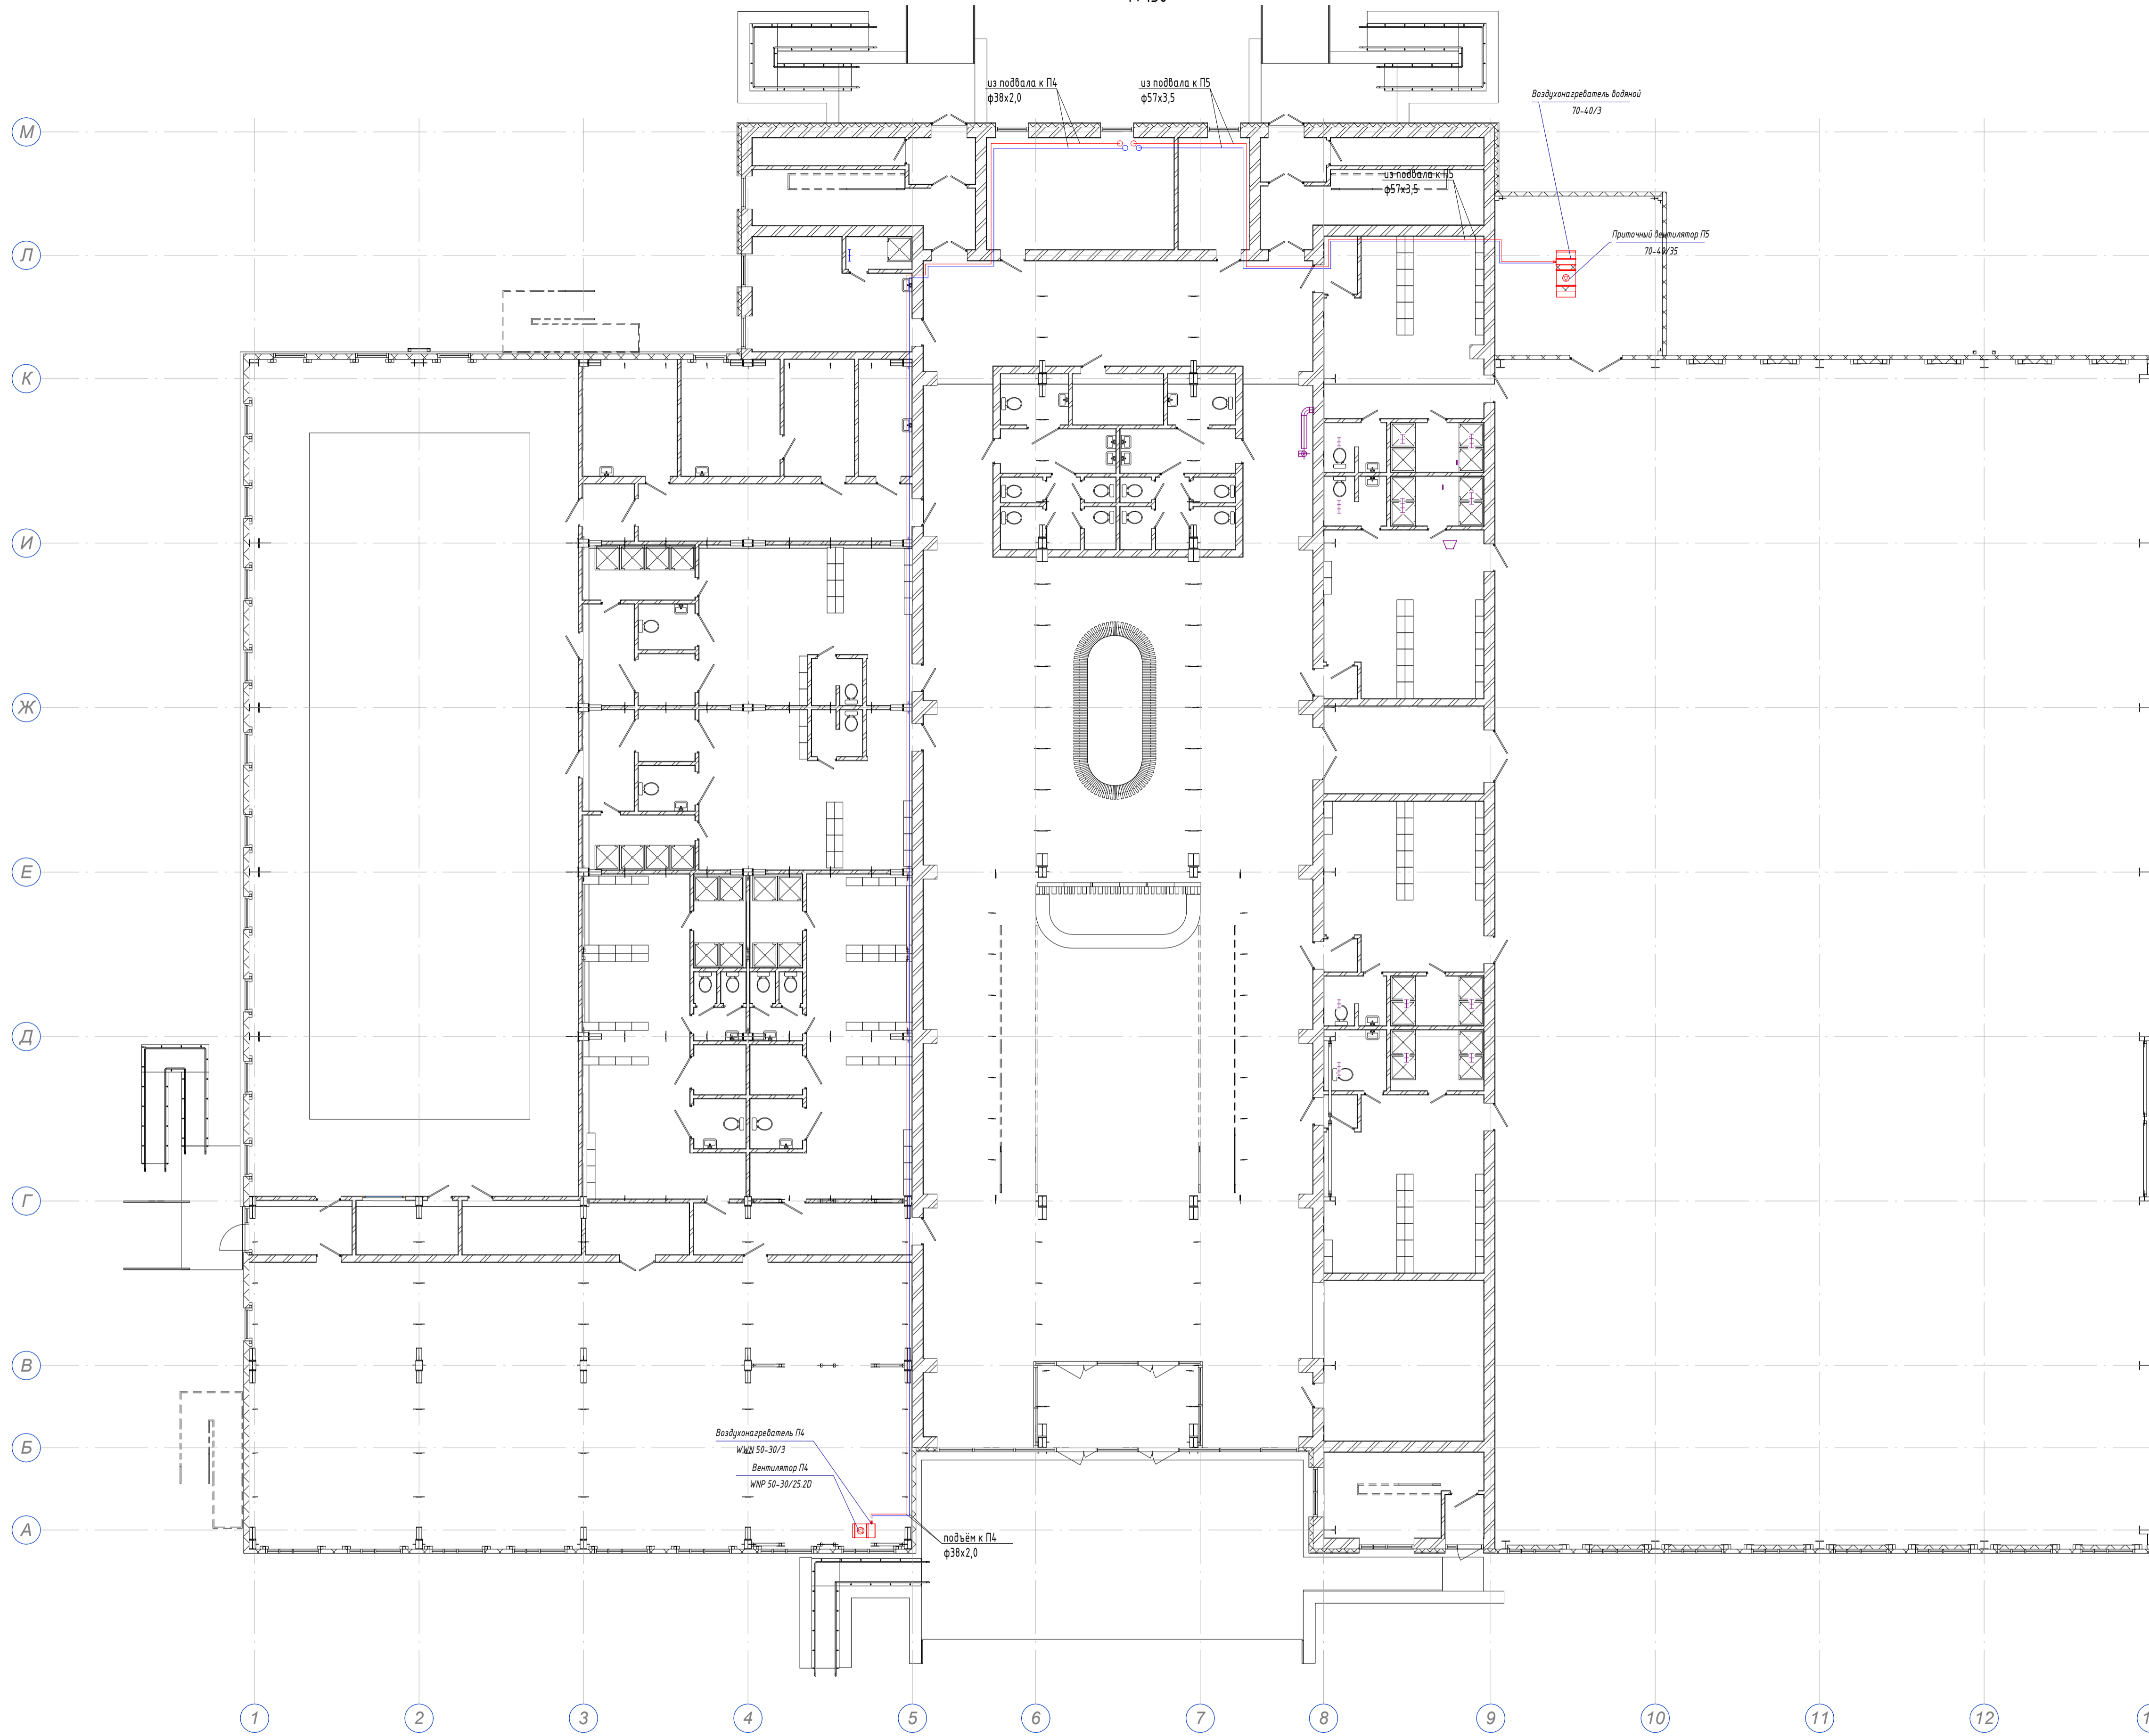 из подвала к П4
ф38х2,0
из подвала к П5
ф57х3,5
Воздухонагреватель водяной
70-40/3
М
из подвала к П5
ф57х3,5
Приточный вентилятор П5
70-40/35
Л
К
И
Ж
Е
Д
Г
В
Воздухонагреватель П4
WWN 50-30/3
Б
Вентилятор П4
WNP 50-30/25.2D
А
подъём к П4
ф38х2,0
1 2 3 4 5 6 7 8 9 10 11 12